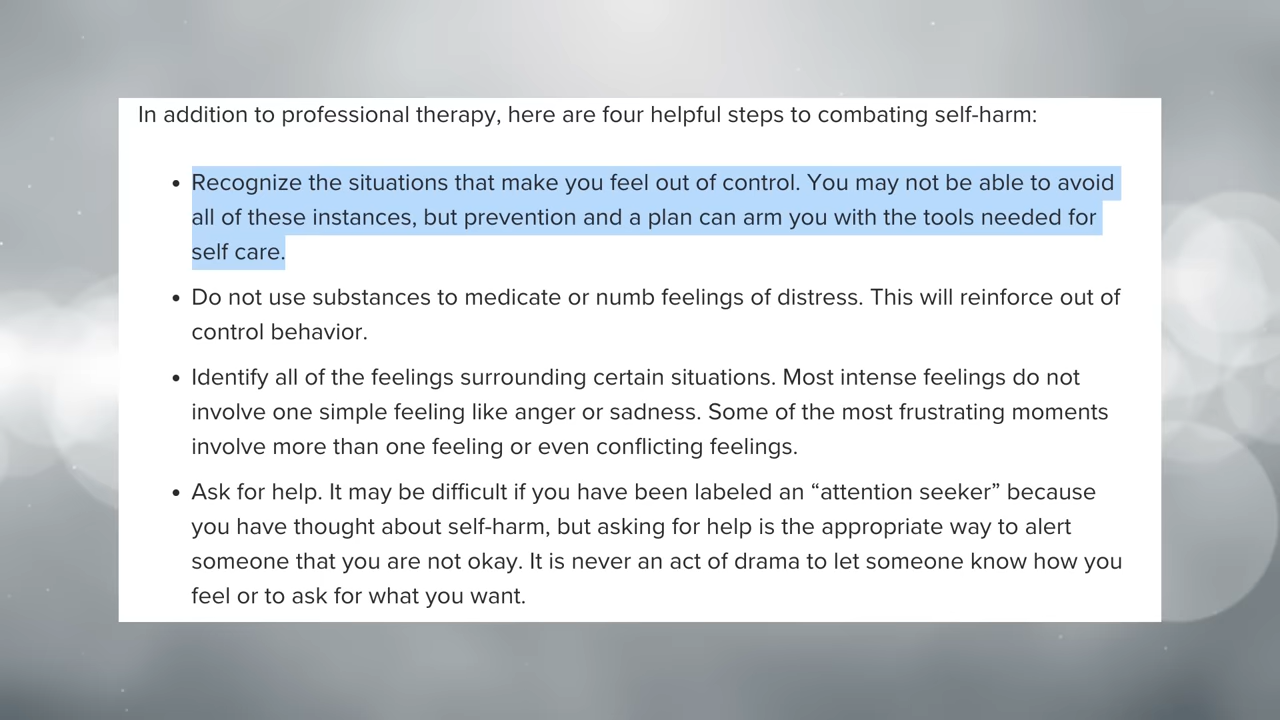 In addition to professional therapy, here are four helpful steps to combating self-harm:
• Recognize the situations that make you feel out of control. You may not be able to avoid
all of these instances, but prevention and a plan can arm you with the tools needed for
self care.
• Do not use substances to medicate or numb feelings of distress. This will reinforce out of
control behavior.
• Identify all of the feelings surrounding certain situations. Most intense feelings do not
involve one simple feeling like anger or sadness. Some of the most frustrating moments
involve more than one feeling or even conflicting feelings.
• Ask for help. It may be difficult if you have been labeled an “attention seeker” because
you have thought about self-harm, but asking for help is the appropriate way to alert
someone that you are not okay. It is never an act of drama to let someone know how you
feel or to ask for what you want.